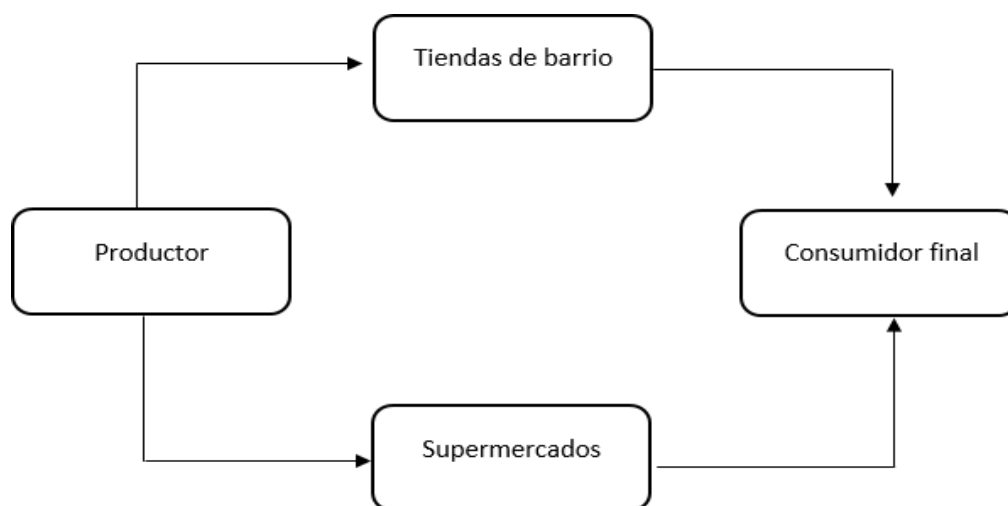 Tiendas de barrio
Productor
Consumidor final
Supermercados